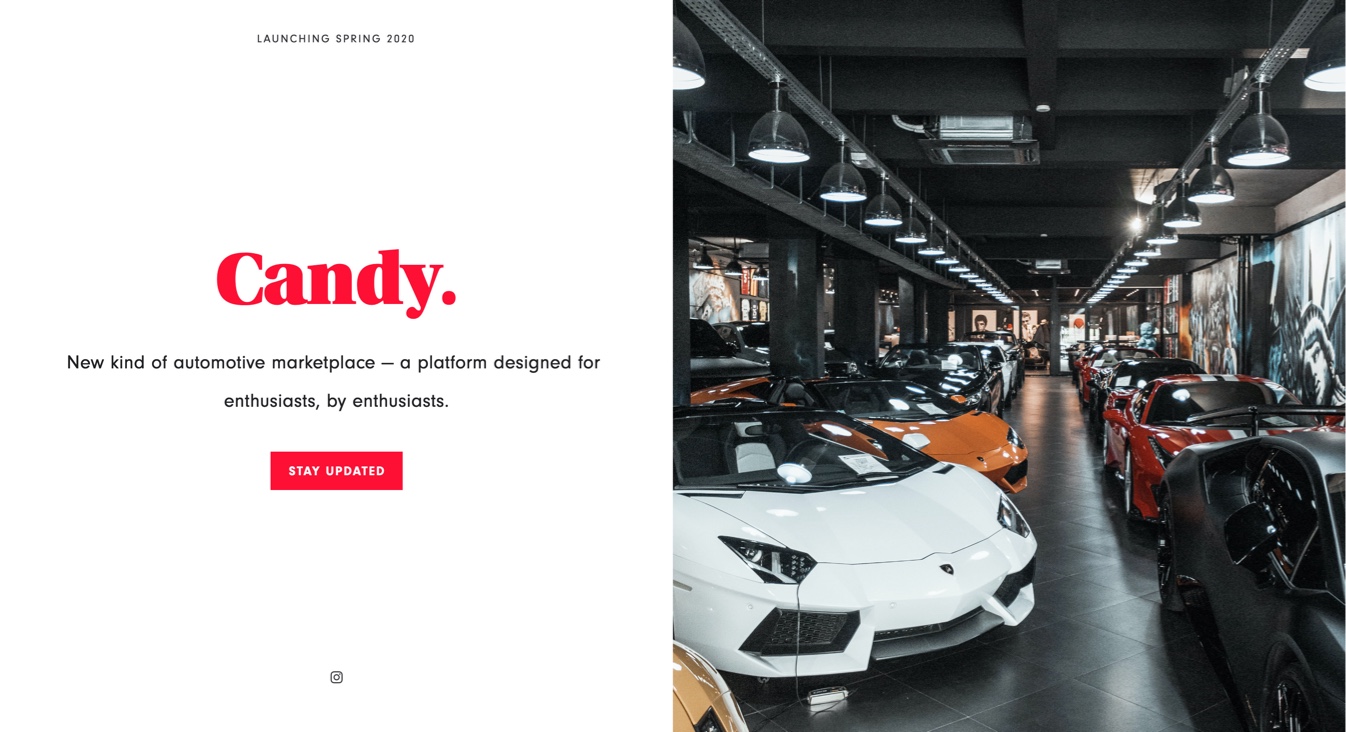 LAUNCHING SPRING 2020
Candy.
New kind of automotive marketplace — a platform designed for
enthusiasts, by enthusiasts.
STAY UPDATED